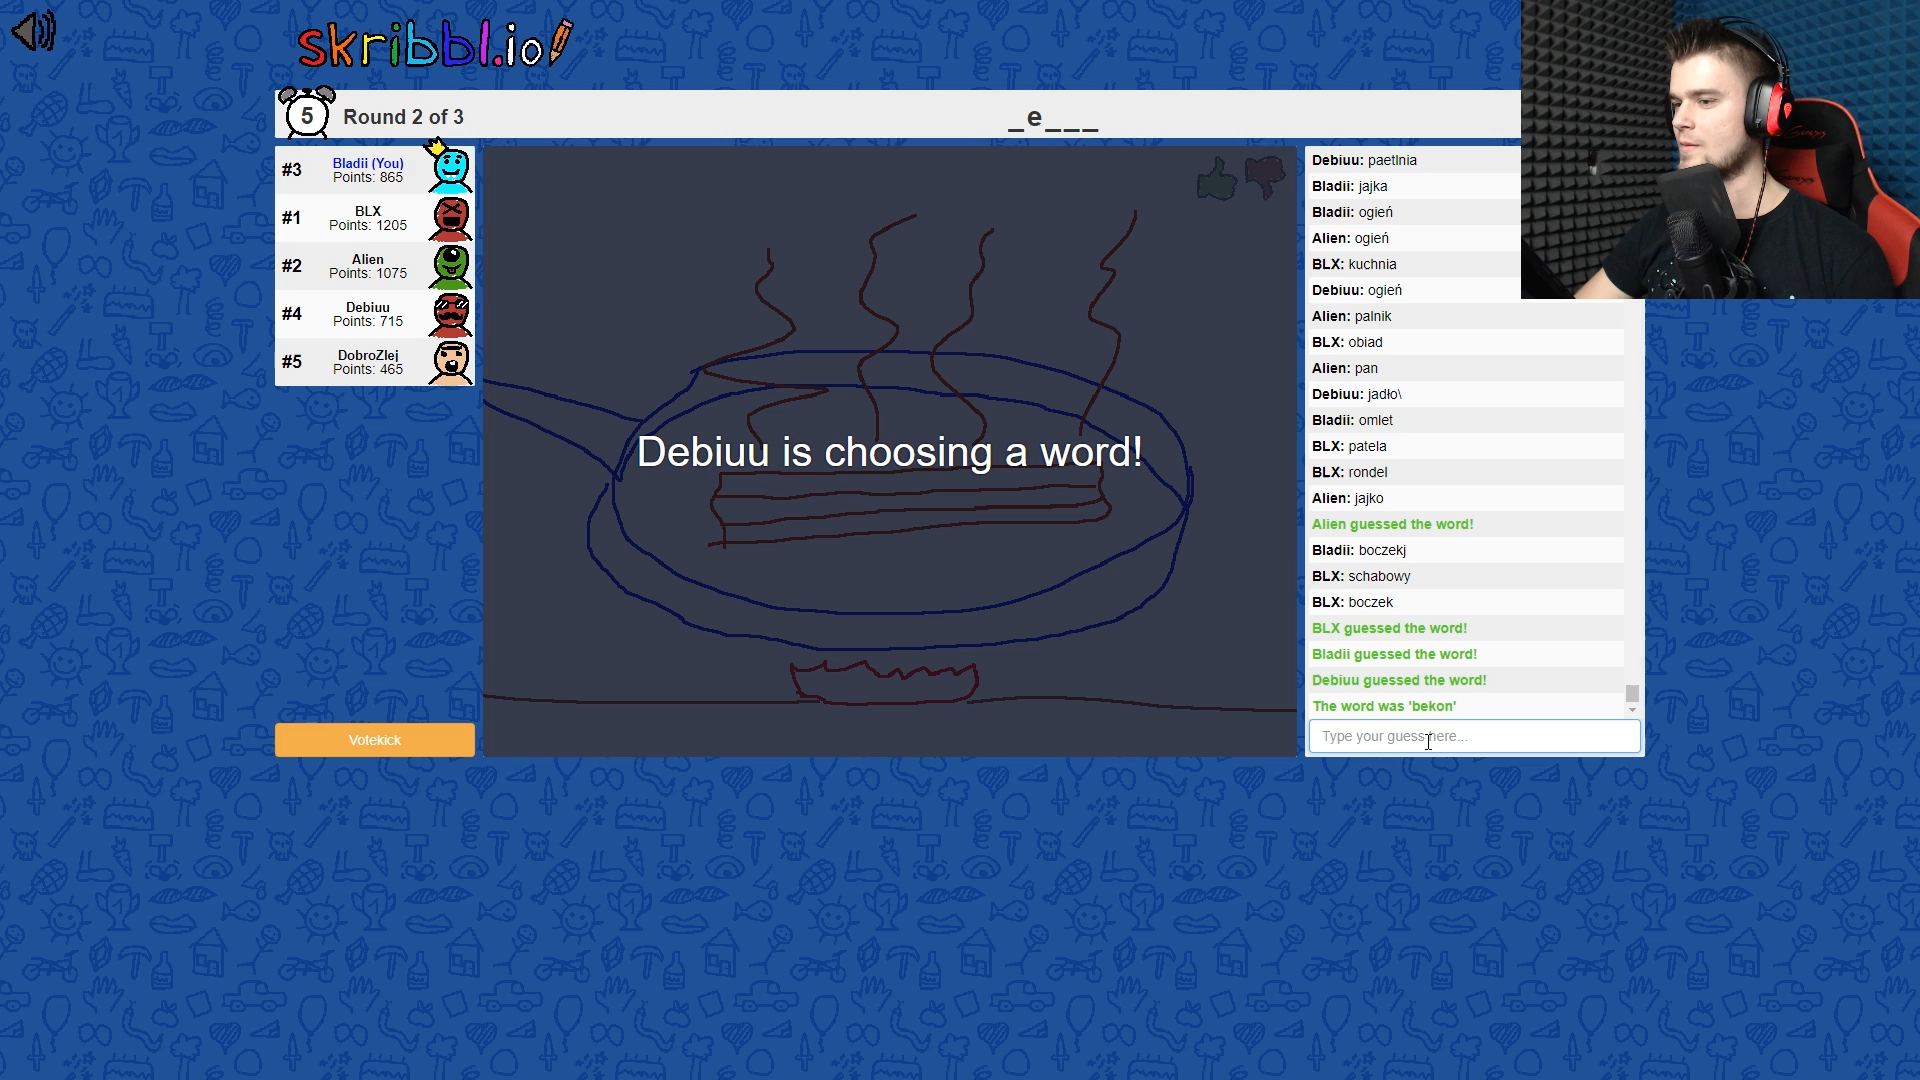 skribbl.io
5
Round 2 of 3
_e___
#3
Bladii (You)
Points: 865
#1
BLX
Points: 1205
#2
Alien
Points: 1075
#4
Debiuu
Points: 715
#5
DobroZlej
Points: 465
Votekick
Debiuu is choosing a word!
Debiuu: paetlnia
Bladii: jajka
Bladii: ogień
Alien: ogień
BLX: kuchnia
Debiuu: ogień
Alien: palnik
BLX: obiad
Alien: pan
Debiuu: jadło\
Bladii: omlet
BLX: patela
BLX: rondel
Alien: jajko
Alien guessed the word!
Bladii: boczekj
BLX: schabowy
BLX: boczek
BLX guessed the word!
Bladii guessed the word!
Debiuu guessed the word!
The word was 'bekon'
Type your guess here...